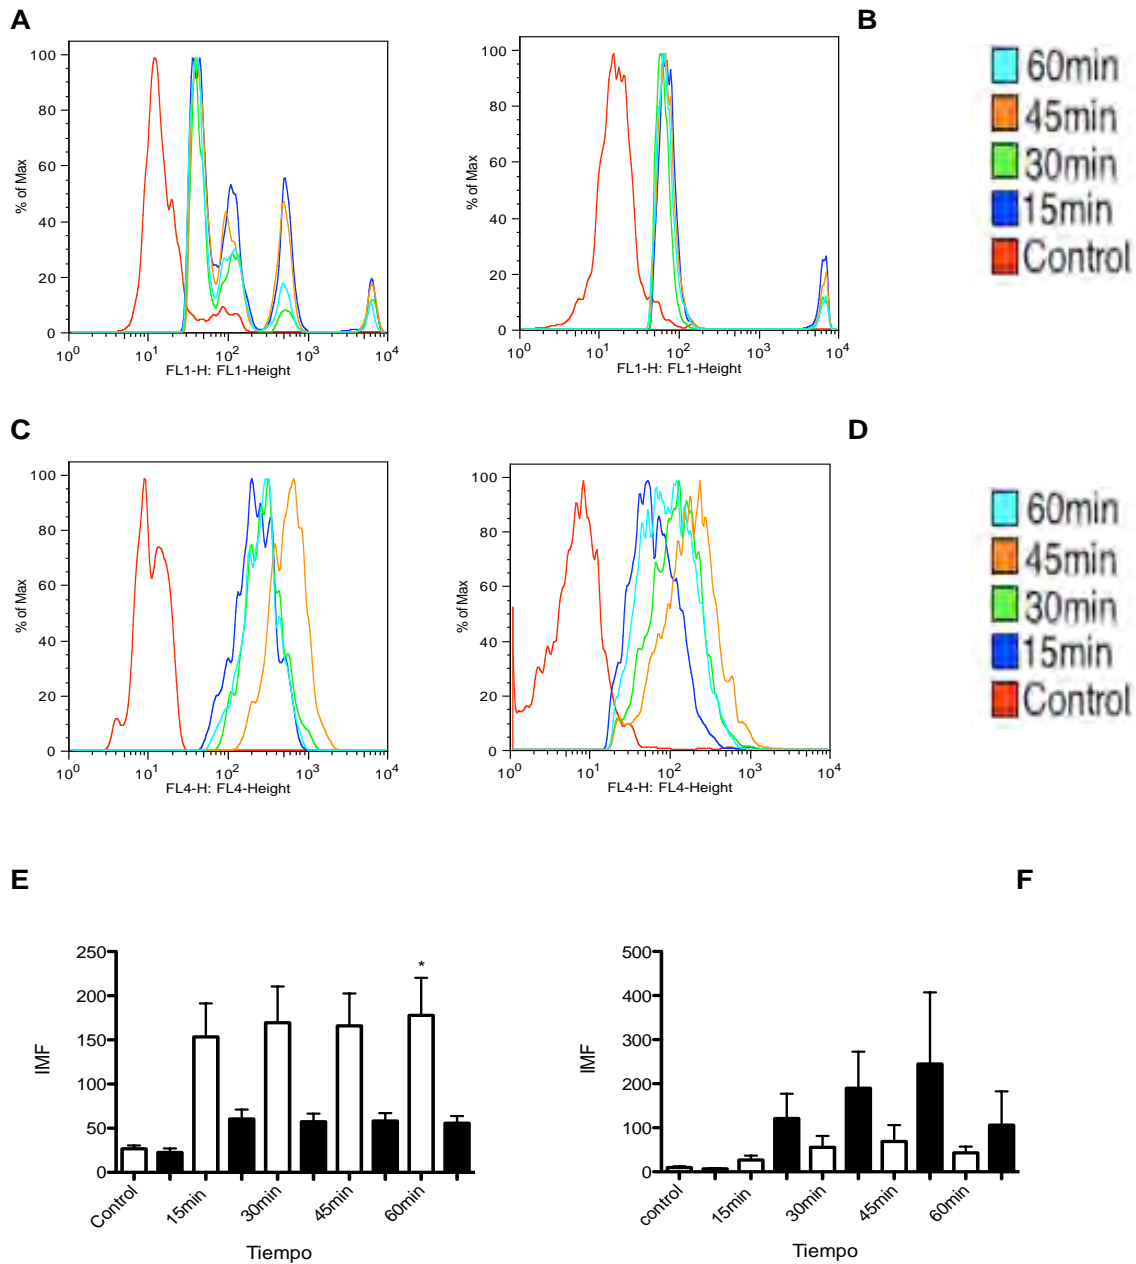 A
B
100
80
60
40
20
0
% of Max
10^0 10^1 10^2 10^3 10^4
FL1-H: FL1-Height
100
80
60
40
20
0
% of Max
10^0 10^1 10^2 10^3 10^4
FL1-H: FL1-Height
60min
45min
30min
15min
Control
C
D
100
80
60
40
20
0
% of Max
10^0 10^1 10^2 10^3 10^4
FL4-H: FL4-Height
100
80
60
40
20
0
% of Max
10^0 10^1 10^2 10^3 10^4
FL4-H: FL4-Height
60min
45min
30min
15min
Control
E
F
250
200
150
100
50
0
IMF
*
Control 15min 30min 45min 60min
Tiempo
500
400
300
200
100
0
IMF
control 15min 30min 45min 60min
Tiempo